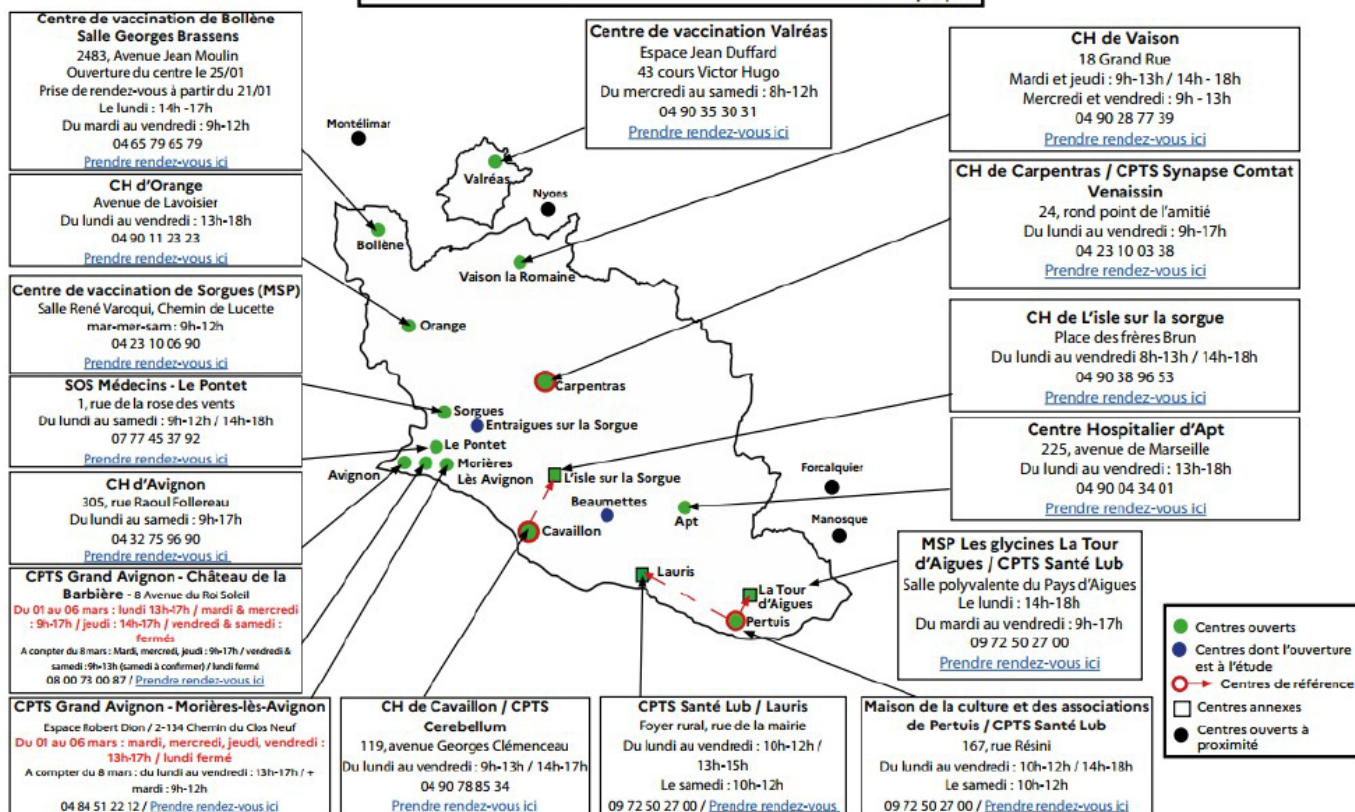 Centre de vaccination de Bollène
Salle Georges Brassens
2483, Avenue Jean Moulin
Ouverture du centre le 25/01
Prise de rendez-vous à partir du 21/01
Le lundi : 14h -17h
Du mardi au vendredi : 9h-12h
04 65 79 65 79
Prendre rendez-vous ici
CH d'Orange
Avenue de Lavoisier
Du lundi au vendredi : 13h-18h
04 90 11 23 23
Prendre rendez-vous ici
Centre de vaccination de Sorgues (MSP)
Salle René Varoqui, Chemin de Lucette
mar-mer-sam : 9h-12h
04 23 10 06 90
Prendre rendez-vous ici
SOS Médecins - Le Pontet
1, rue de la rose des vents
Du lundi au samedi : 9h-12h / 14h-18h
07 77 45 37 92
Prendre rendez-vous ici
CH d'Avignon
305, rue Raoul Follereau
Du lundi au samedi : 9h-17h
04 32 75 96 90
Prendre rendez-vous ici
CPTS Grand Avignon - Château de la
Barbière - 8 Avenue du Roi Soleil
Du 01 au 06 mars : lundi 13h-17h / mardi & mercredi
: 9h-17h / jeudi : 14h-17h / vendredi & samedi :
fermés
A compter du 8 mars : Mardi, mercredi, jeudi : 9h-17h / vendredi &
samedi : 9h-13h (samedi à confirmer) / lundi fermé
08 00 73 00 87 / Prendre rendez-vous ici
CPTS Grand Avignon - Morières-lès-Avignon
Espace Robert Dion / 2-134 Chemin du Clos Neuf
Du 01 au 06 mars : mardi, mercredi, jeudi, vendredi :
13h-17h / lundi fermé
A compter du 8 mars : du lundi au vendredi : 13h-17h / +
mardi : 9h-12h
04 84 51 22 12 / Prendre rendez-vous ici
Centre de vaccination Valréas
Espace Jean Duffard
43 cours Victor Hugo
Du mercredi au samedi : 8h-12h
04 90 35 30 31
Prendre rendez-vous ici
CH de Vaison
18 Grand Rue
Mardi et jeudi : 9h-13h / 14h - 18h
Mercredi et vendredi : 9h - 13h
04 90 28 77 39
Prendre rendez-vous ici
CH de Carpentras / CPTS Synapse Comtat
Venaissin
24, rond point de l'amitié
Du lundi au vendredi : 9h-17h
04 23 10 03 38
Prendre rendez-vous ici
CH de L'isle sur la sorgue
Place des frères Brun
Du lundi au vendredi 8h-13h / 14h-18h
04 90 38 96 53
Prendre rendez-vous ici
Centre Hospitalier d'Apt
225, avenue de Marseille
Du lundi au vendredi : 13h-18h
04 90 04 34 01
Prendre rendez-vous ici
MSP Les glycines La Tour
d'Aigues / CPTS Santé Lub
Salle polyvalente du Pays d'Aigues
Le lundi : 14h-18h
Du mardi au vendredi : 9h-17h
09 72 50 27 00
Prendre rendez-vous ici
CH de Cavaillon / CPTS
Cerebellum
119, avenue Georges Clémenceau
Du lundi au vendredi : 9h-13h / 14h-17h
04 90 78 85 34
Prendre rendez-vous ici
CPTS Santé Lub / Lauris
Foyer rural, rue de la mairie
Du lundi au vendredi : 10h-12h /
13h-15h
Le samedi : 10h-12h
09 72 50 27 00 / Prendre rendez-vous
Maison de la culture et des associations
de Pertuis / CPTS Santé Lub
167, rue Résini
Du lundi au vendredi : 10h-12h / 14h-18h
Le samedi : 10h-12h
09 72 50 27 00 / Prendre rendez-vous ici
Montélimar
Valréas
Nyons
Bollène
Vaison la Romaine
Orange
Carpentras
Sorgues
Entraigues sur la Sorgue
Le Pontet
Avignon
Morières
Lès Avignon
L'isle sur la Sorgue
Beaumettes
Apt
Cavaillon
Forcalquier
Manosque
Lauris
La Tour
d'Aigues
Pertuis
Centres ouverts
Centres dont l'ouverture
est à l'étude
Centres de référence
Centres annexes
Centres ouverts à
proximité